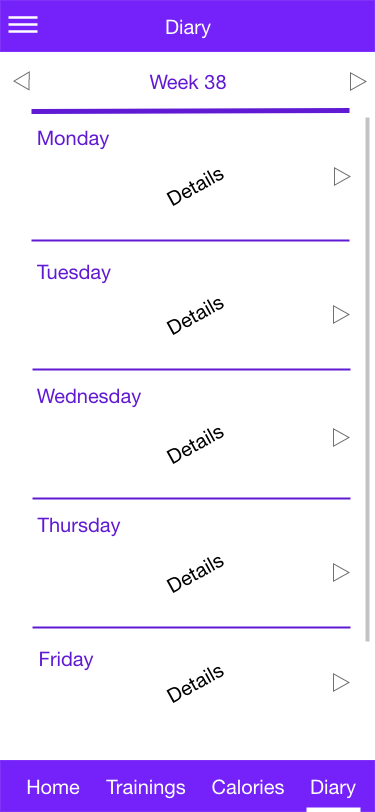 Diary
Week 38
Monday
Details
Tuesday
Details
Wednesday
Details
Thursday
Details
Friday
Details
Home Trainings Calories Diary